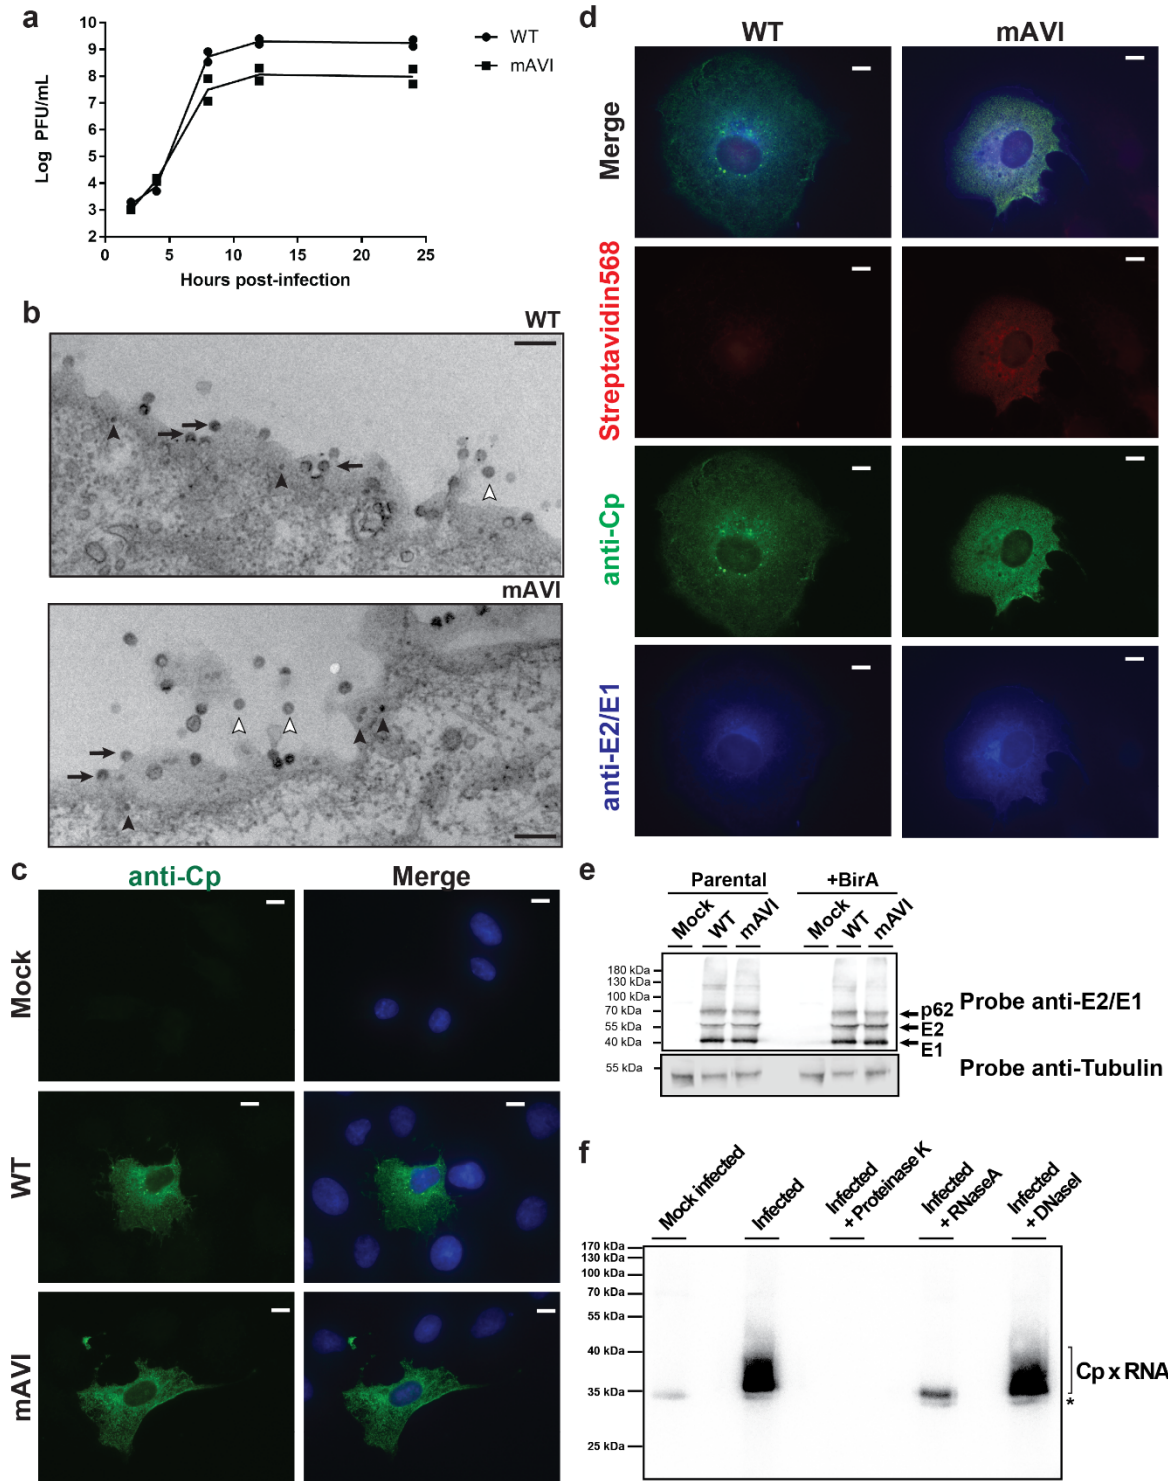 a
10
9
8
7
6
5
4
3
2
Log PFU/mL
0
5
10
15
20
25
Hours post-infection
WT
mAVI
b
WT
mAVI
c
anti-Cp
Merge
Mock
WT
mAVI
d
WT
mAVI
Merge
Streptavidin568
anti-Cp
anti-E2/E1
e
Parental
+BirA
Mock
WT
mAVI
Mock
WT
mAVI
180 kDa
130 kDa
100 kDa
70 kDa
55 kDa
40 kDa
p62
E2
E1
Probe anti-E2/E1
55 kDa
Probe anti-Tubulin
f
Mock infected
Infected
Infected
+ Proteinase K
Infected
+ RNaseA
Infected
+ DNaseI
170 kDa
130 kDa
100 kDa
70 kDa
55 kDa
40 kDa
35 kDa
25 kDa
Cp x RNA
*